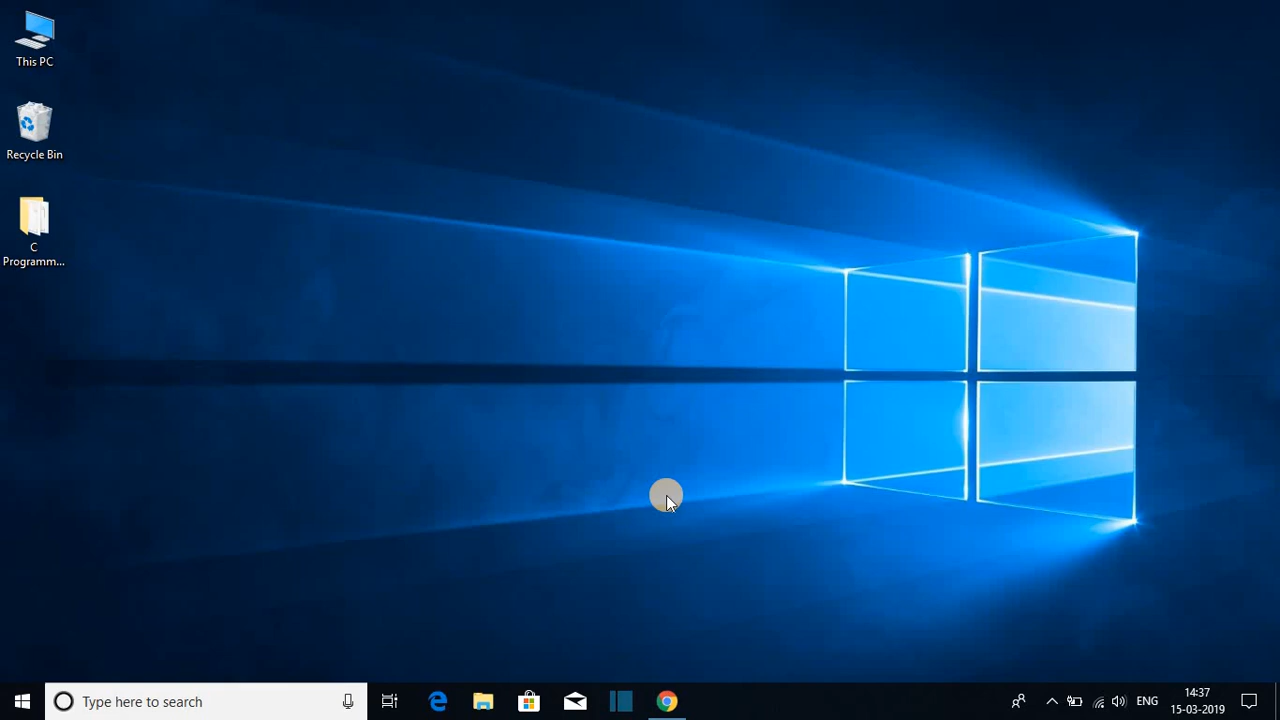 This PC
Recycle Bin
C
Programm...
Type here to search
ENG
14:37
15-03-2019